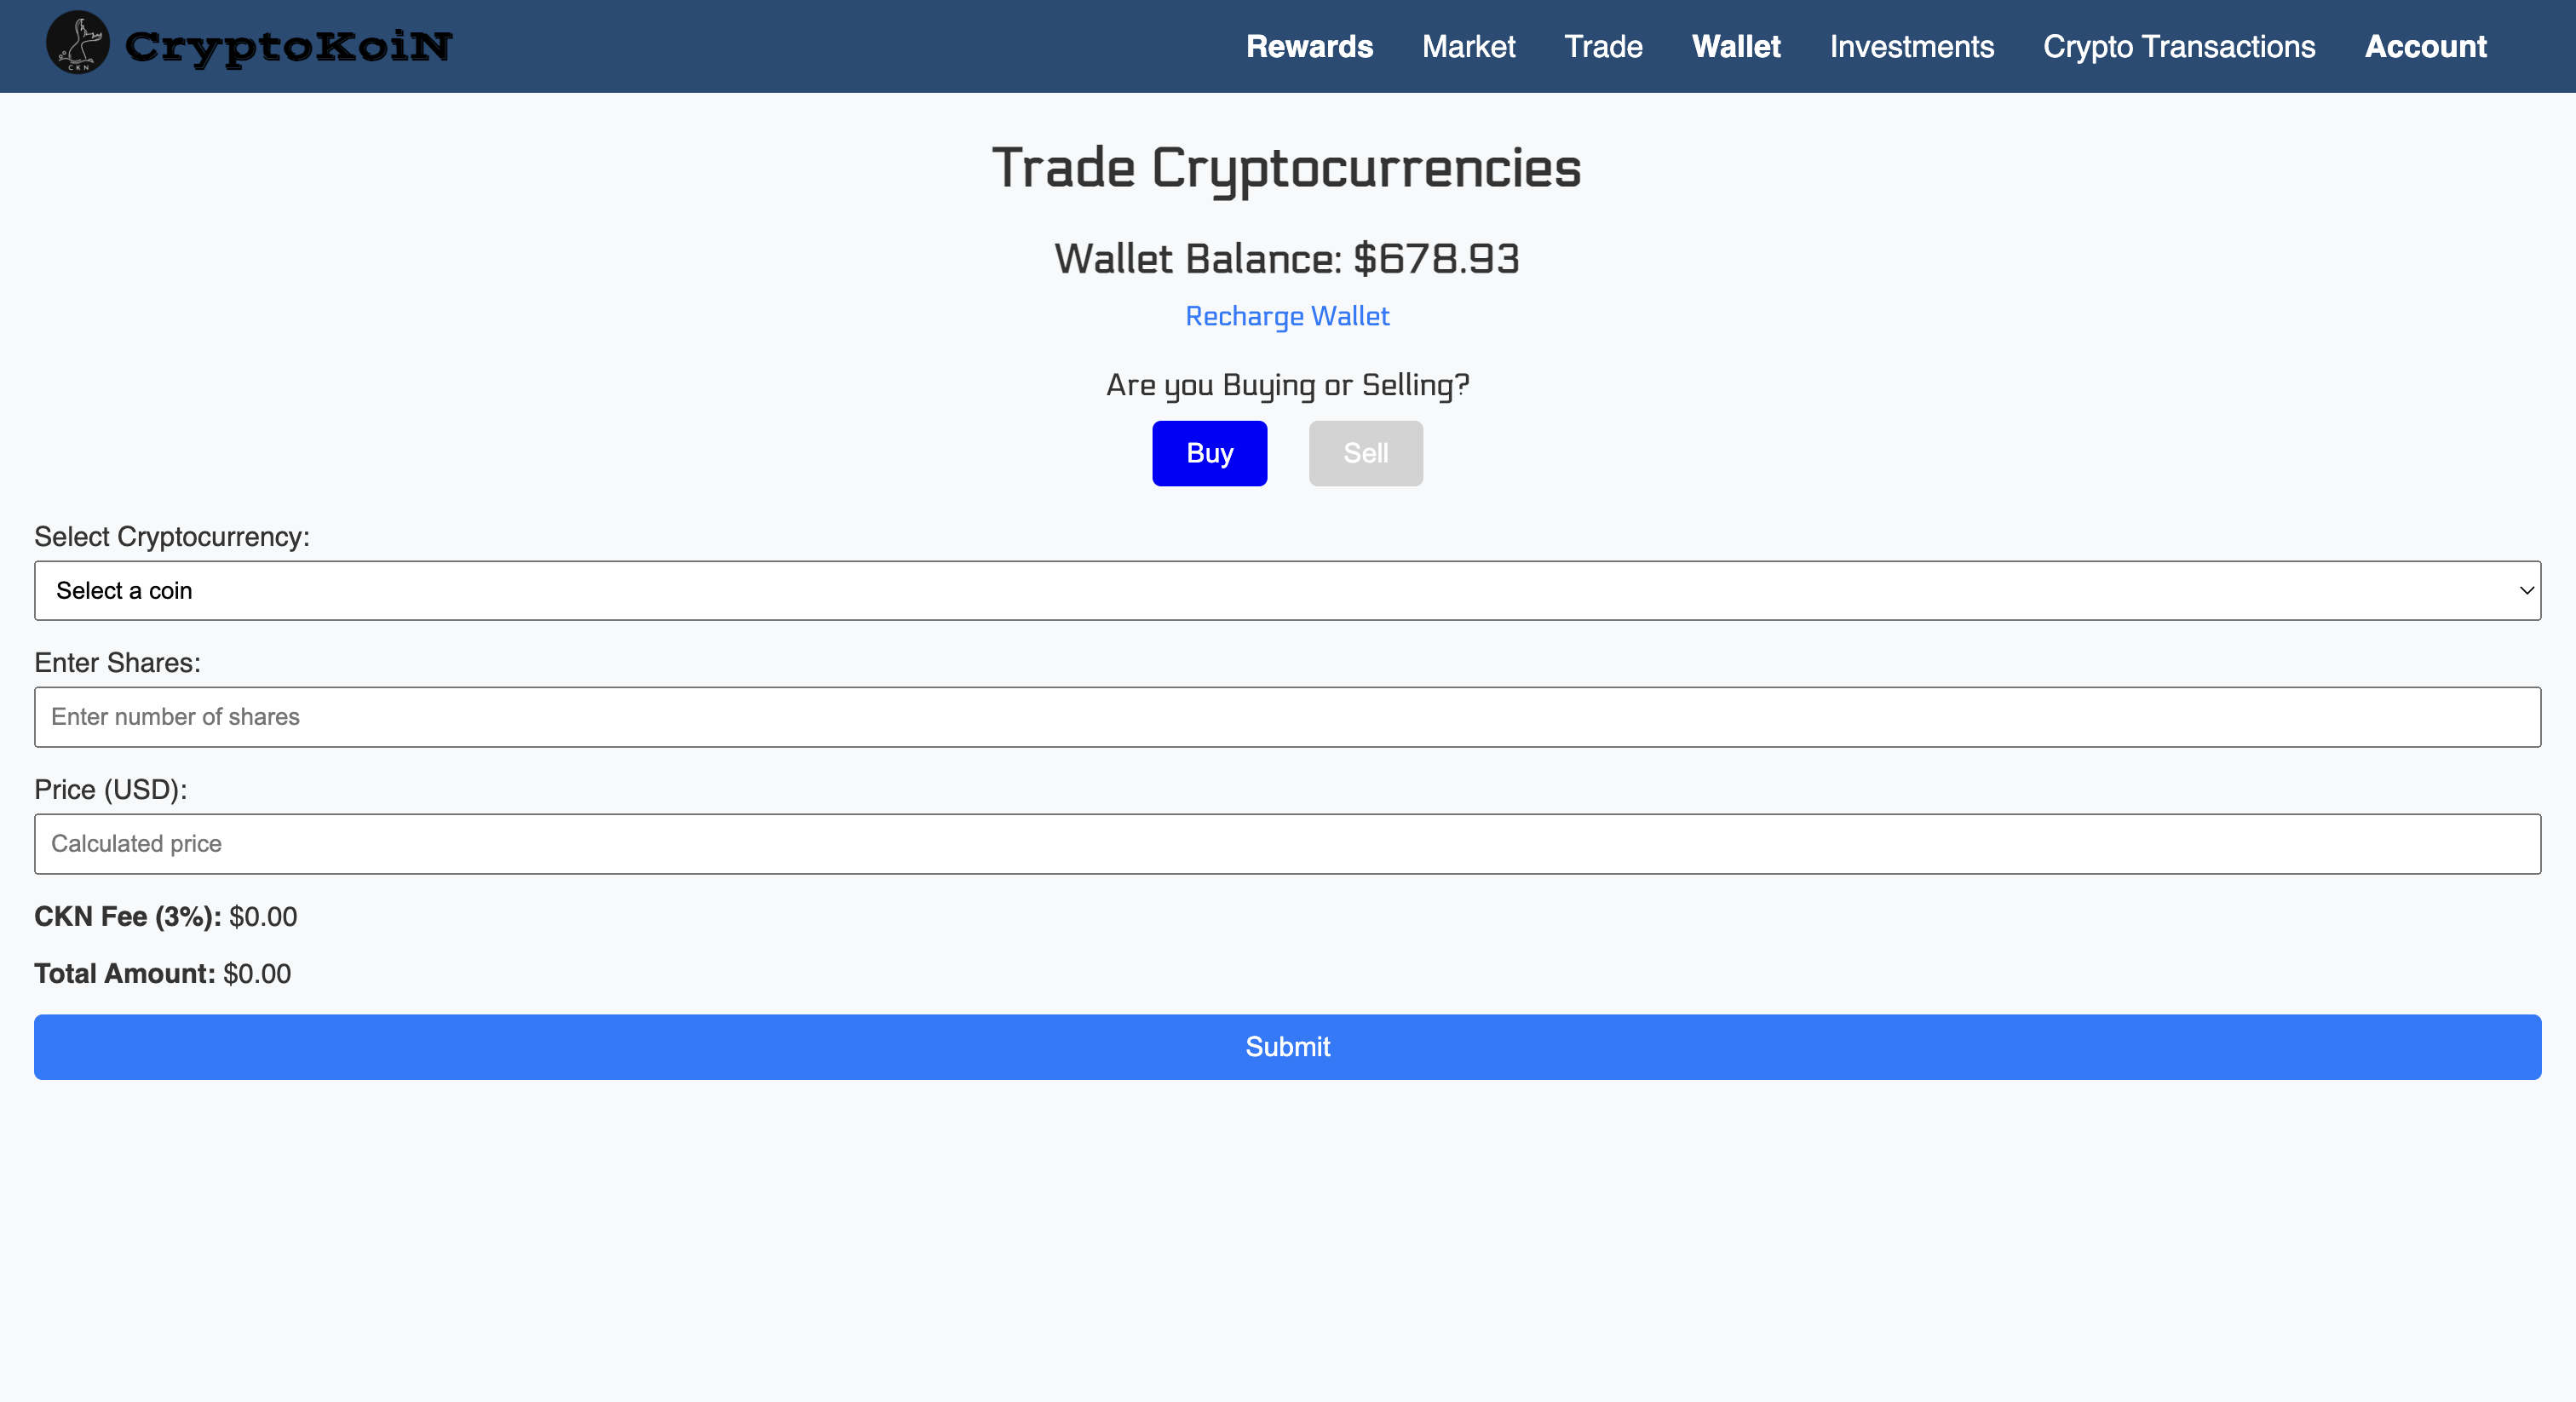 CKN
CryptoKoiN
Rewards Market Trade Wallet Investments Crypto Transactions Account
Trade Cryptocurrencies
Wallet Balance: $678.93
Recharge Wallet
Are you Buying or Selling?
Buy Sell
Select Cryptocurrency:
Select a coin
Enter Shares:
Enter number of shares
Price (USD):
Calculated price
CKN Fee (3%): $0.00
Total Amount: $0.00
Submit